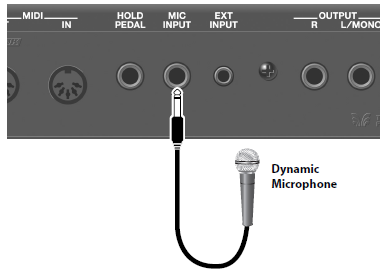 MIDI
IN
HOLD
PEDAL
MIC
INPUT
EXT
INPUT
OUTPUT
R
L/MONO
Dynamic
Microphone